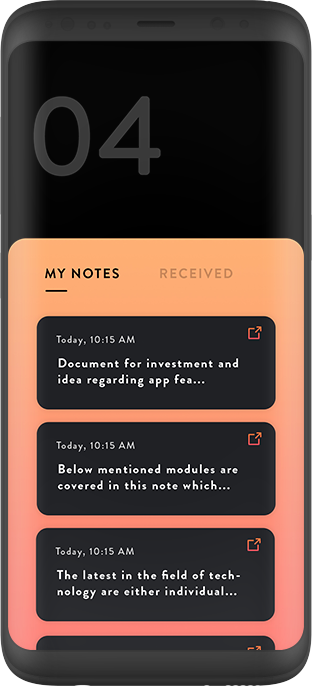 04
MY NOTES RECEIVED
Today, 10:15 AM
Document for investment and
idea regarding app fea...
Today, 10:15 AM
Below mentioned modules are
covered in this note which...
Today, 10:15 AM
The latest in the field of tech-
nology are either individual...